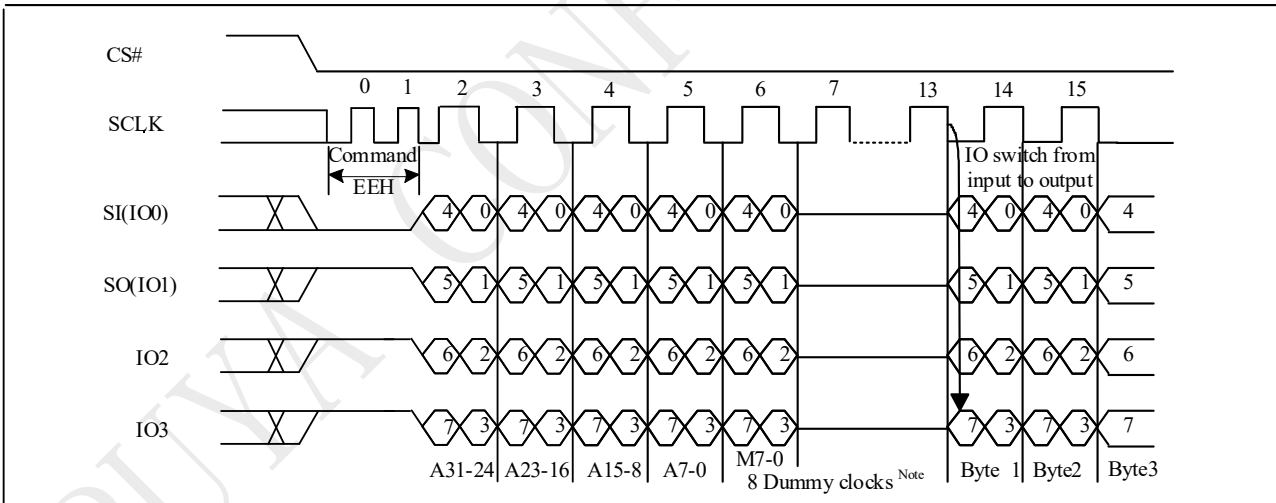 CS#
0 1 2 3 4 5 6 7 13 14 15
SCLK
Command
EEH
IO switch from
input to output
SI(IO0) 4 0 4 0 4 0 4 0 4 0 4 0 4 0 4
SO(IO1) 5 1 5 1 5 1 5 1 5 1 5 1 5 1 5
IO2 6 2 6 2 6 2 6 2 6 2 6 2 6 2 6
IO3 7 3 7 3 7 3 7 3 7 3 7 3 7 3 7
A31-24 A23-16 A15-8 A7-0 M7-0 8 Dummy clocks Note Byte 1 Byte2 Byte3
PUYA CONF